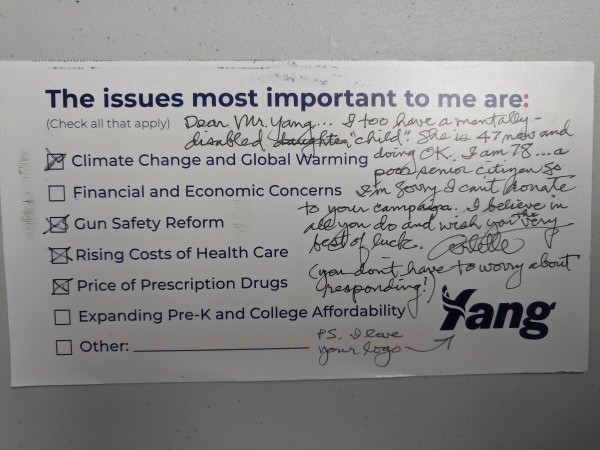 The issues most important to me are:
(Check all that apply)
Dear Mr. Yang... I too have a mentally-
disabled daughter "child". She is 47 now and
Climate Change and Global Warming
doing OK. I am 78... a
poor senior citizen so
Financial and Economic Concerns
I'm sorry I can't donate
to your campaign. I believe in
Gun Safety Reform
all you do and wish you the very
best of luck.
Rising Costs of Health Care
(you don't have to worry about
Price of Prescription Drugs
responding!)
Expanding Pre-K and College Affordability
Yang
Other:
P.S. I love
your logo